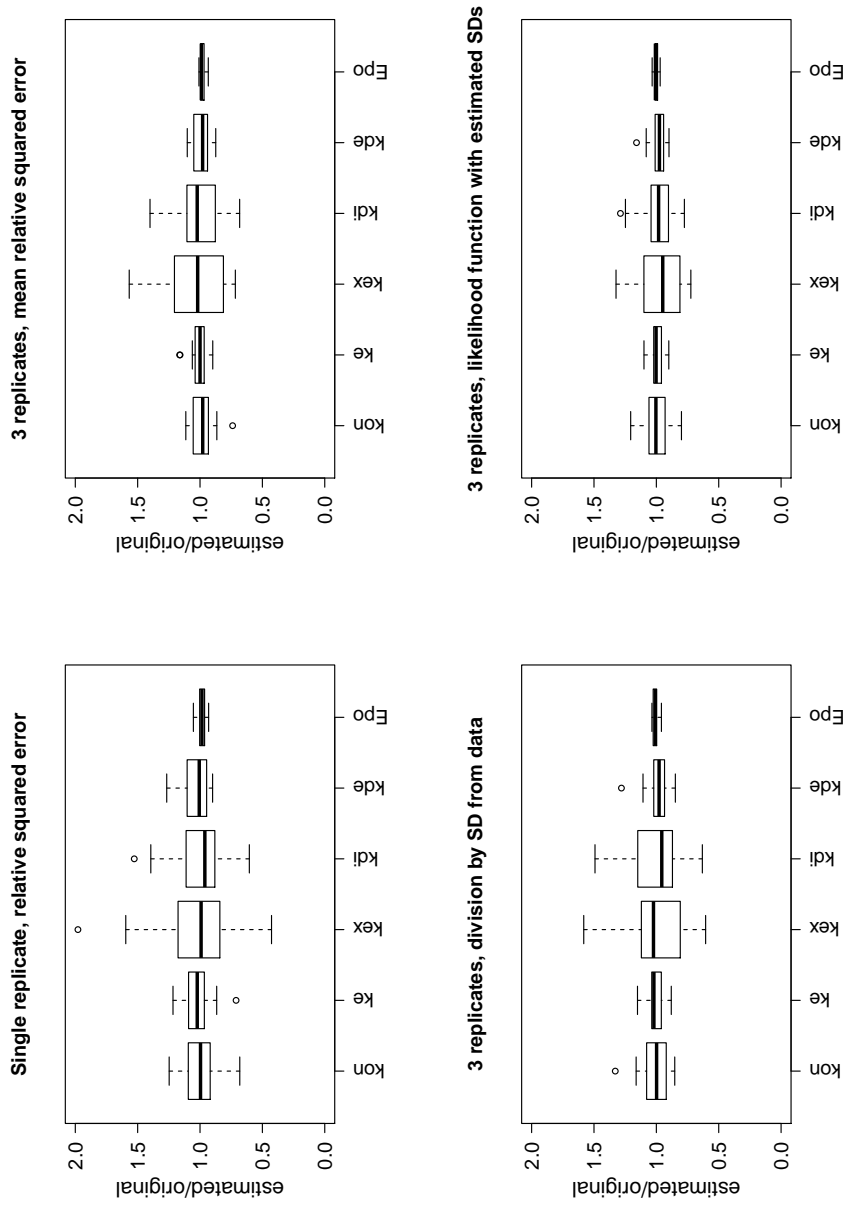 Single replicate, relative squared error
estimated/original
2.0
1.5
1.0
0.5
0.0
kon
ke
kex
kdi
kde
Epo
3 replicates, mean relative squared error
estimated/original
2.0
1.5
1.0
0.5
0.0
kon
ke
kex
kdi
kde
Epo
3 replicates, division by SD from data
estimated/original
2.0
1.5
1.0
0.5
0.0
kon
ke
kex
kdi
kde
Epo
3 replicates, likelihood function with estimated SDs
estimated/original
2.0
1.5
1.0
0.5
0.0
kon
ke
kex
kdi
kde
Epo